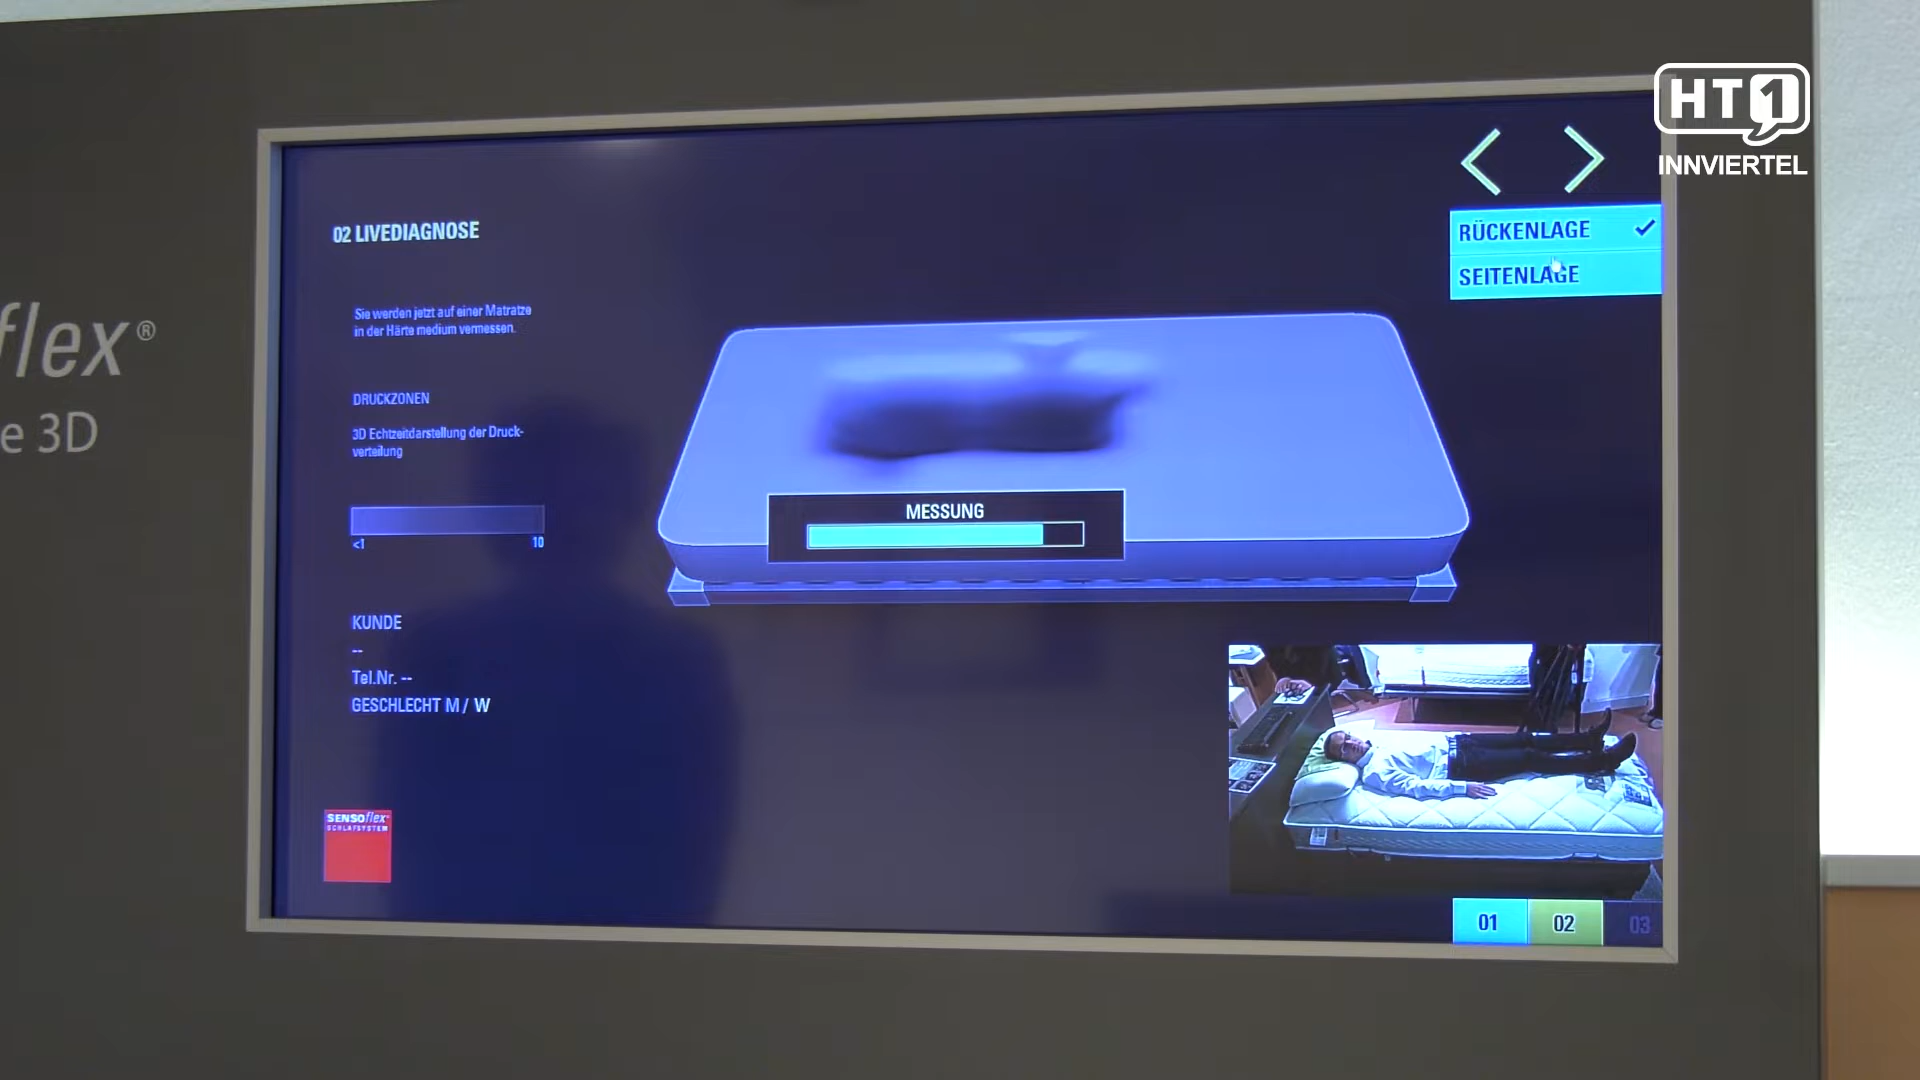 HT1
INNVIERTEL
flex®
e 3D
02 LIVEDIAGNOSE
Sie werden jetzt auf einer Matratze
in der Härte medium vermessen.
DRUCKZONEN
3D Echtzeitdarstellung der Druck-
verteilung
<1 10
KUNDE
--
Tel.Nr. --
GESCHLECHT M / W
SENSOflex®
SCHLAFSYSTEM
MESSUNG
RÜCKENLAGE
SEITENLAGE
01 02 03